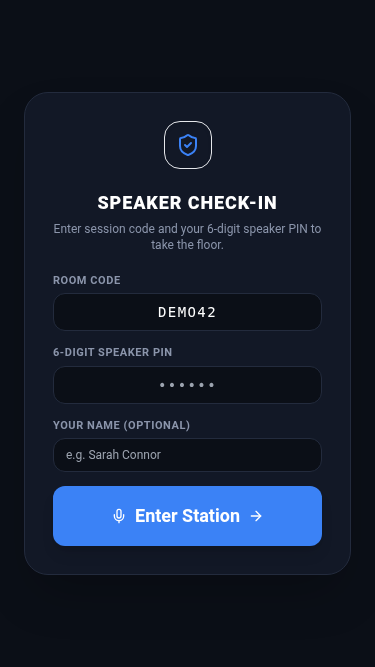 SPEAKER CHECK-IN
Enter session code and your 6-digit speaker PIN to
take the floor.
ROOM CODE
DEMO42
6-DIGIT SPEAKER PIN
••••••
YOUR NAME (OPTIONAL)
e.g. Sarah Connor
Enter Station